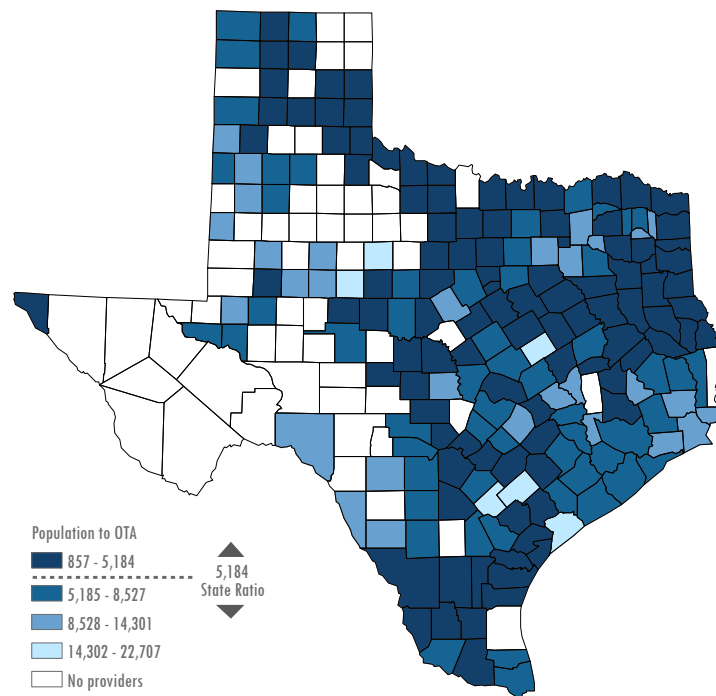 Population to OTA
857 - 5,184
5,184
State Ratio
5,185 - 8,527
8,528 - 14,301
14,302 - 22,707
No providers